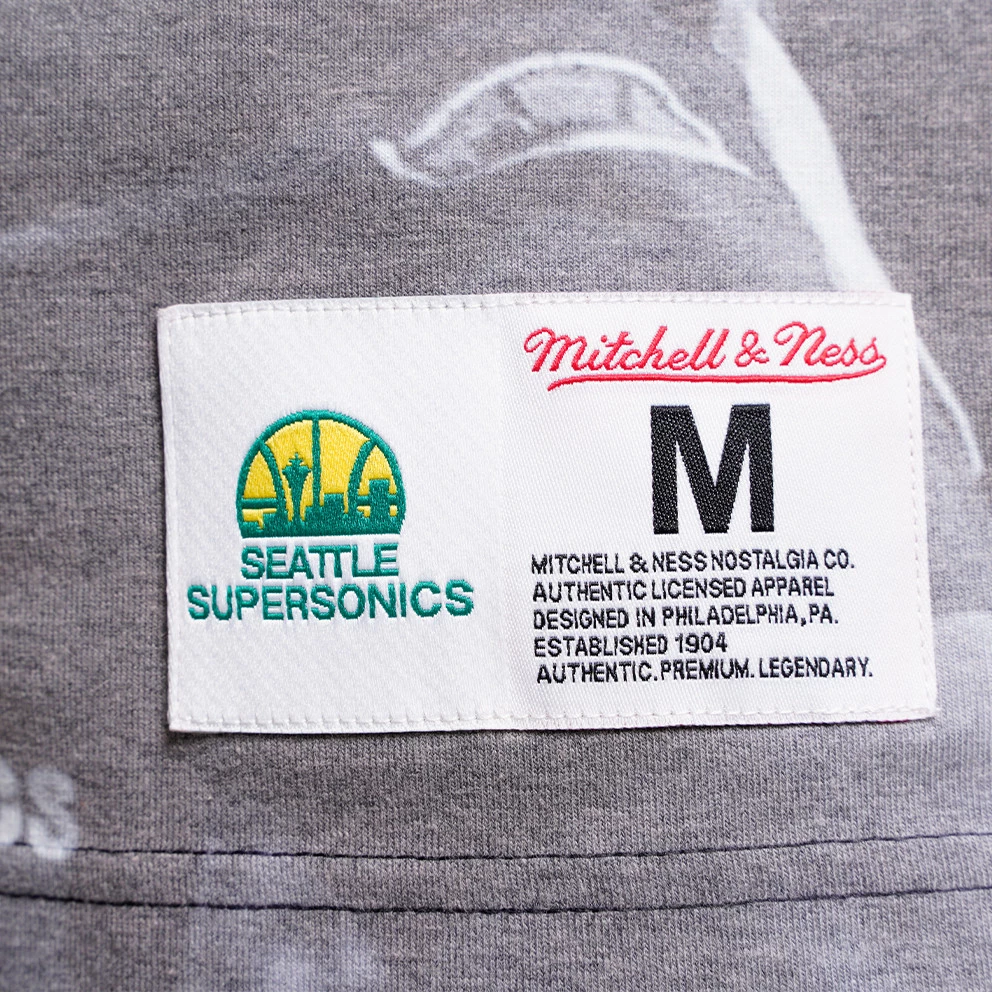 SEATTLE
SUPERSONICS
Mitchell & Ness
M
MITCHELL & NESS NOSTALGIA CO.
AUTHENTIC LICENSED APPAREL
DESIGNED IN PHILADELPHIA, PA.
ESTABLISHED 1904
AUTHENTIC. PREMIUM. LEGENDARY.